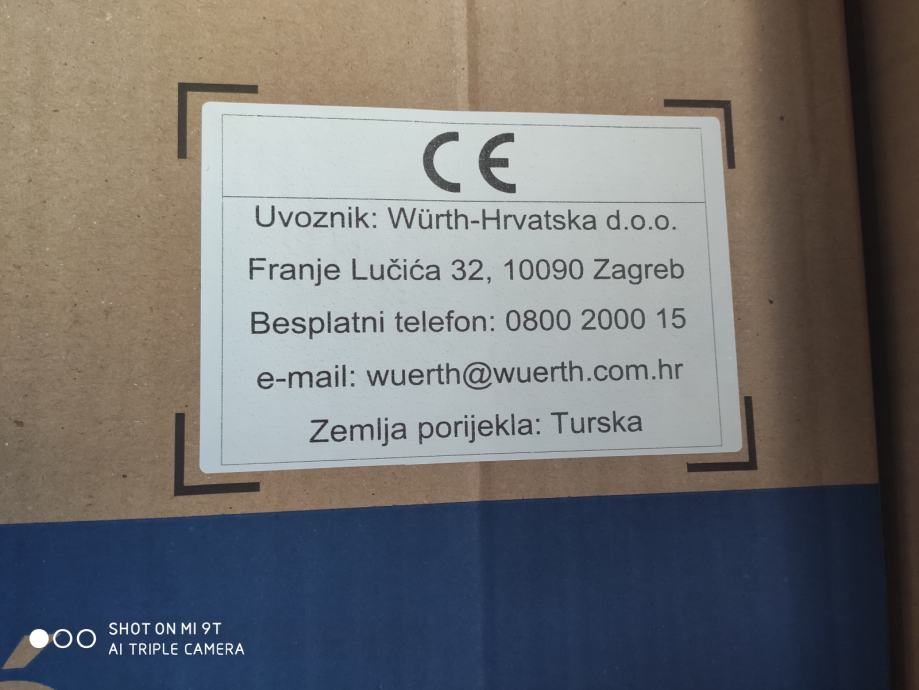 CE
Uvoznik: Würth-Hrvatska d.o.o.
Franje Lučića 32, 10090 Zagreb
Besplatni telefon: 0800 2000 15
e-mail: wuerth@wuerth.com.hr
Zemlja porijekla: Turska
SHOT ON MI 9T
AI TRIPLE CAMERA